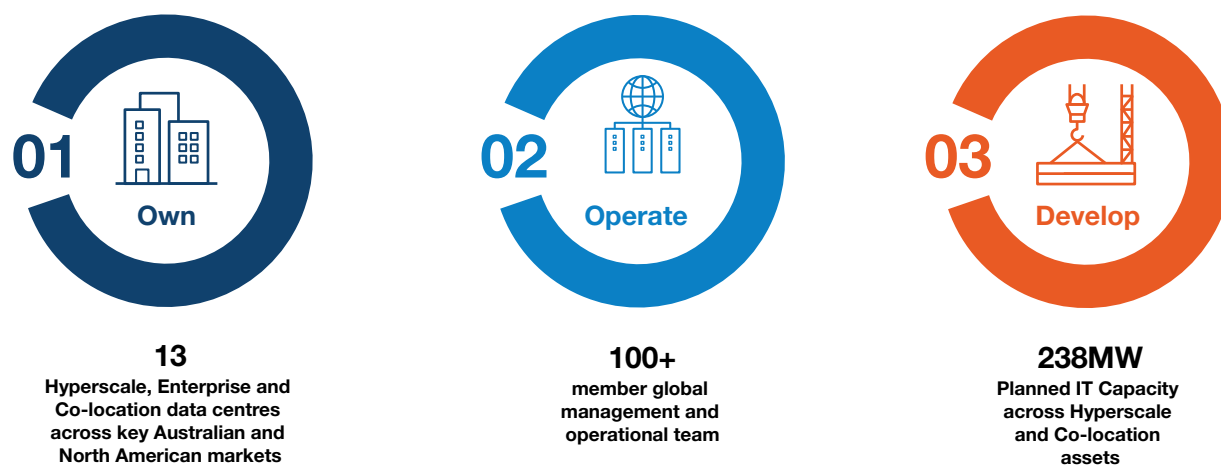 01
Own
13
Hyperscale, Enterprise and
Co-location data centres
across key Australian and
North American markets
02
Operate
100+
member global
management and
operational team
03
Develop
238MW
Planned IT Capacity
across Hyperscale
and Co-location
assets